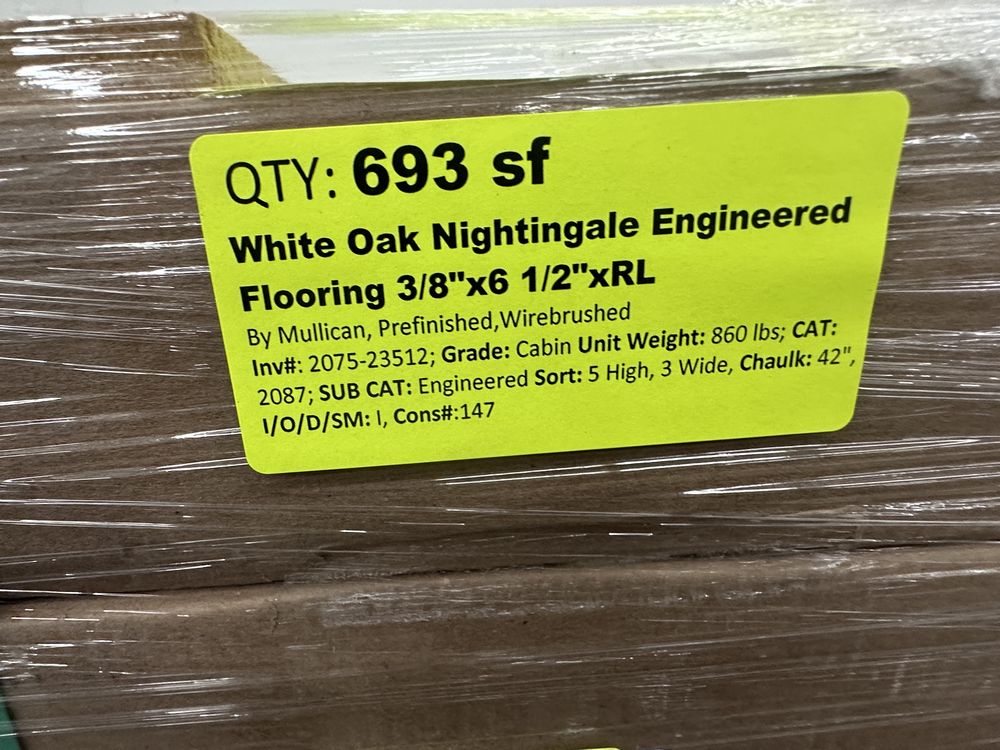 QTY: 693 sf
White Oak Nightingale Engineered
Flooring 3/8"x6 1/2"xRL
By Mullican, Prefinished,Wirebrushed
Inv#: 2075-23512; Grade: Cabin Unit Weight: 860 lbs; CAT:
2087; SUB CAT: Engineered Sort: 5 High, 3 Wide, Chaulk: 42",
I/O/D/SM: I, Cons#:147